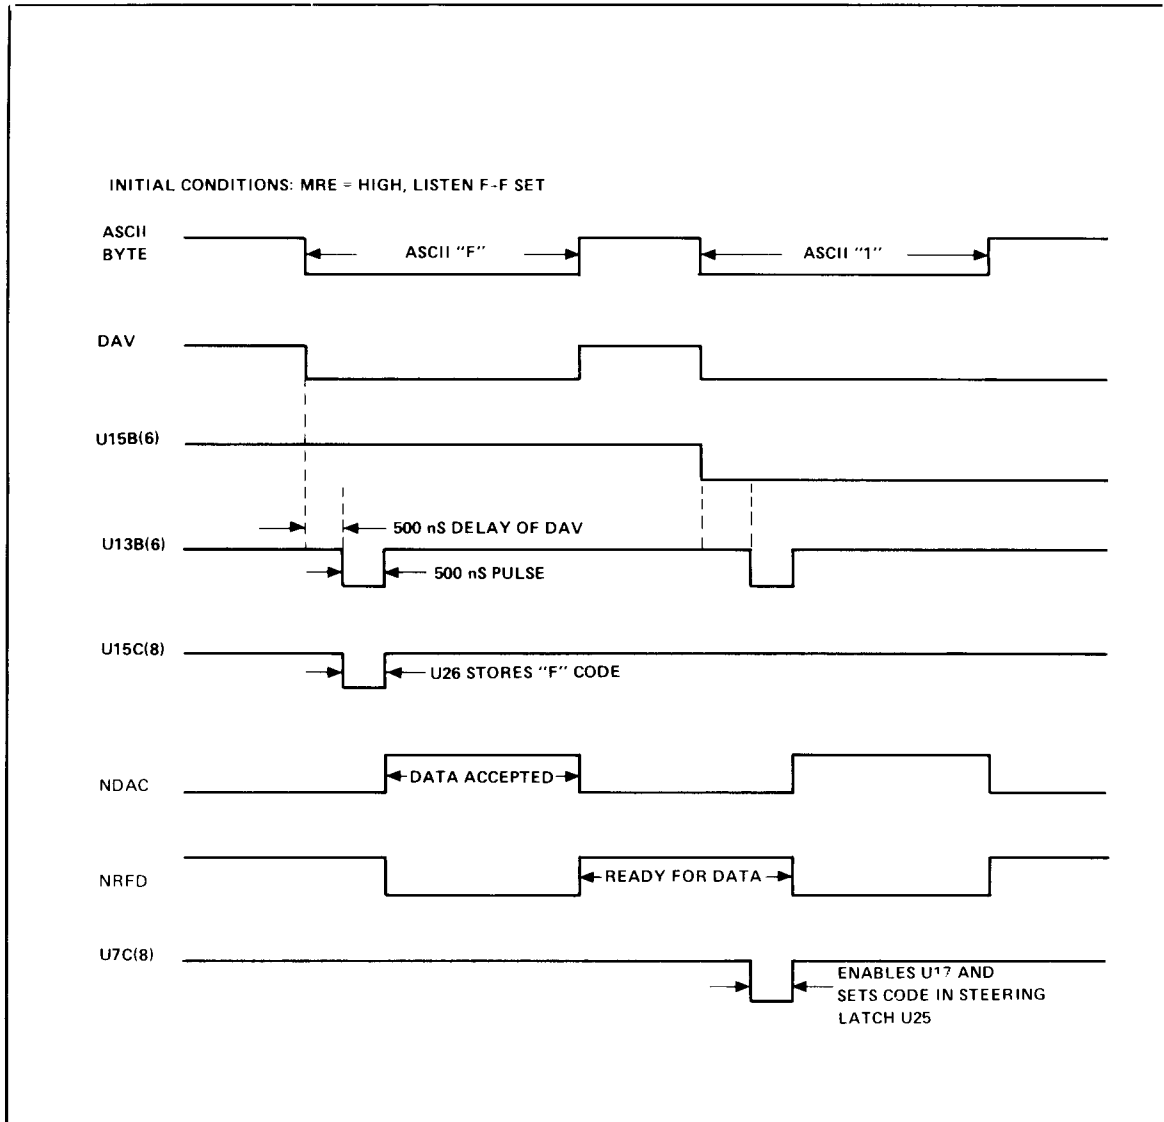 INITIAL CONDITIONS: MRE = HIGH, LISTEN F-F SET
ASCII
BYTE
ASCII "F"
ASCII "1"
DAV
U15B(6)
500 nS DELAY OF DAV
U13B(6)
500 nS PULSE
U15C(8)
U26 STORES "F" CODE
DATA ACCEPTED
NDAC
READY FOR DATA
NRFD
U7C(8)
ENABLES U17 AND
SETS CODE IN STEERING
LATCH U25